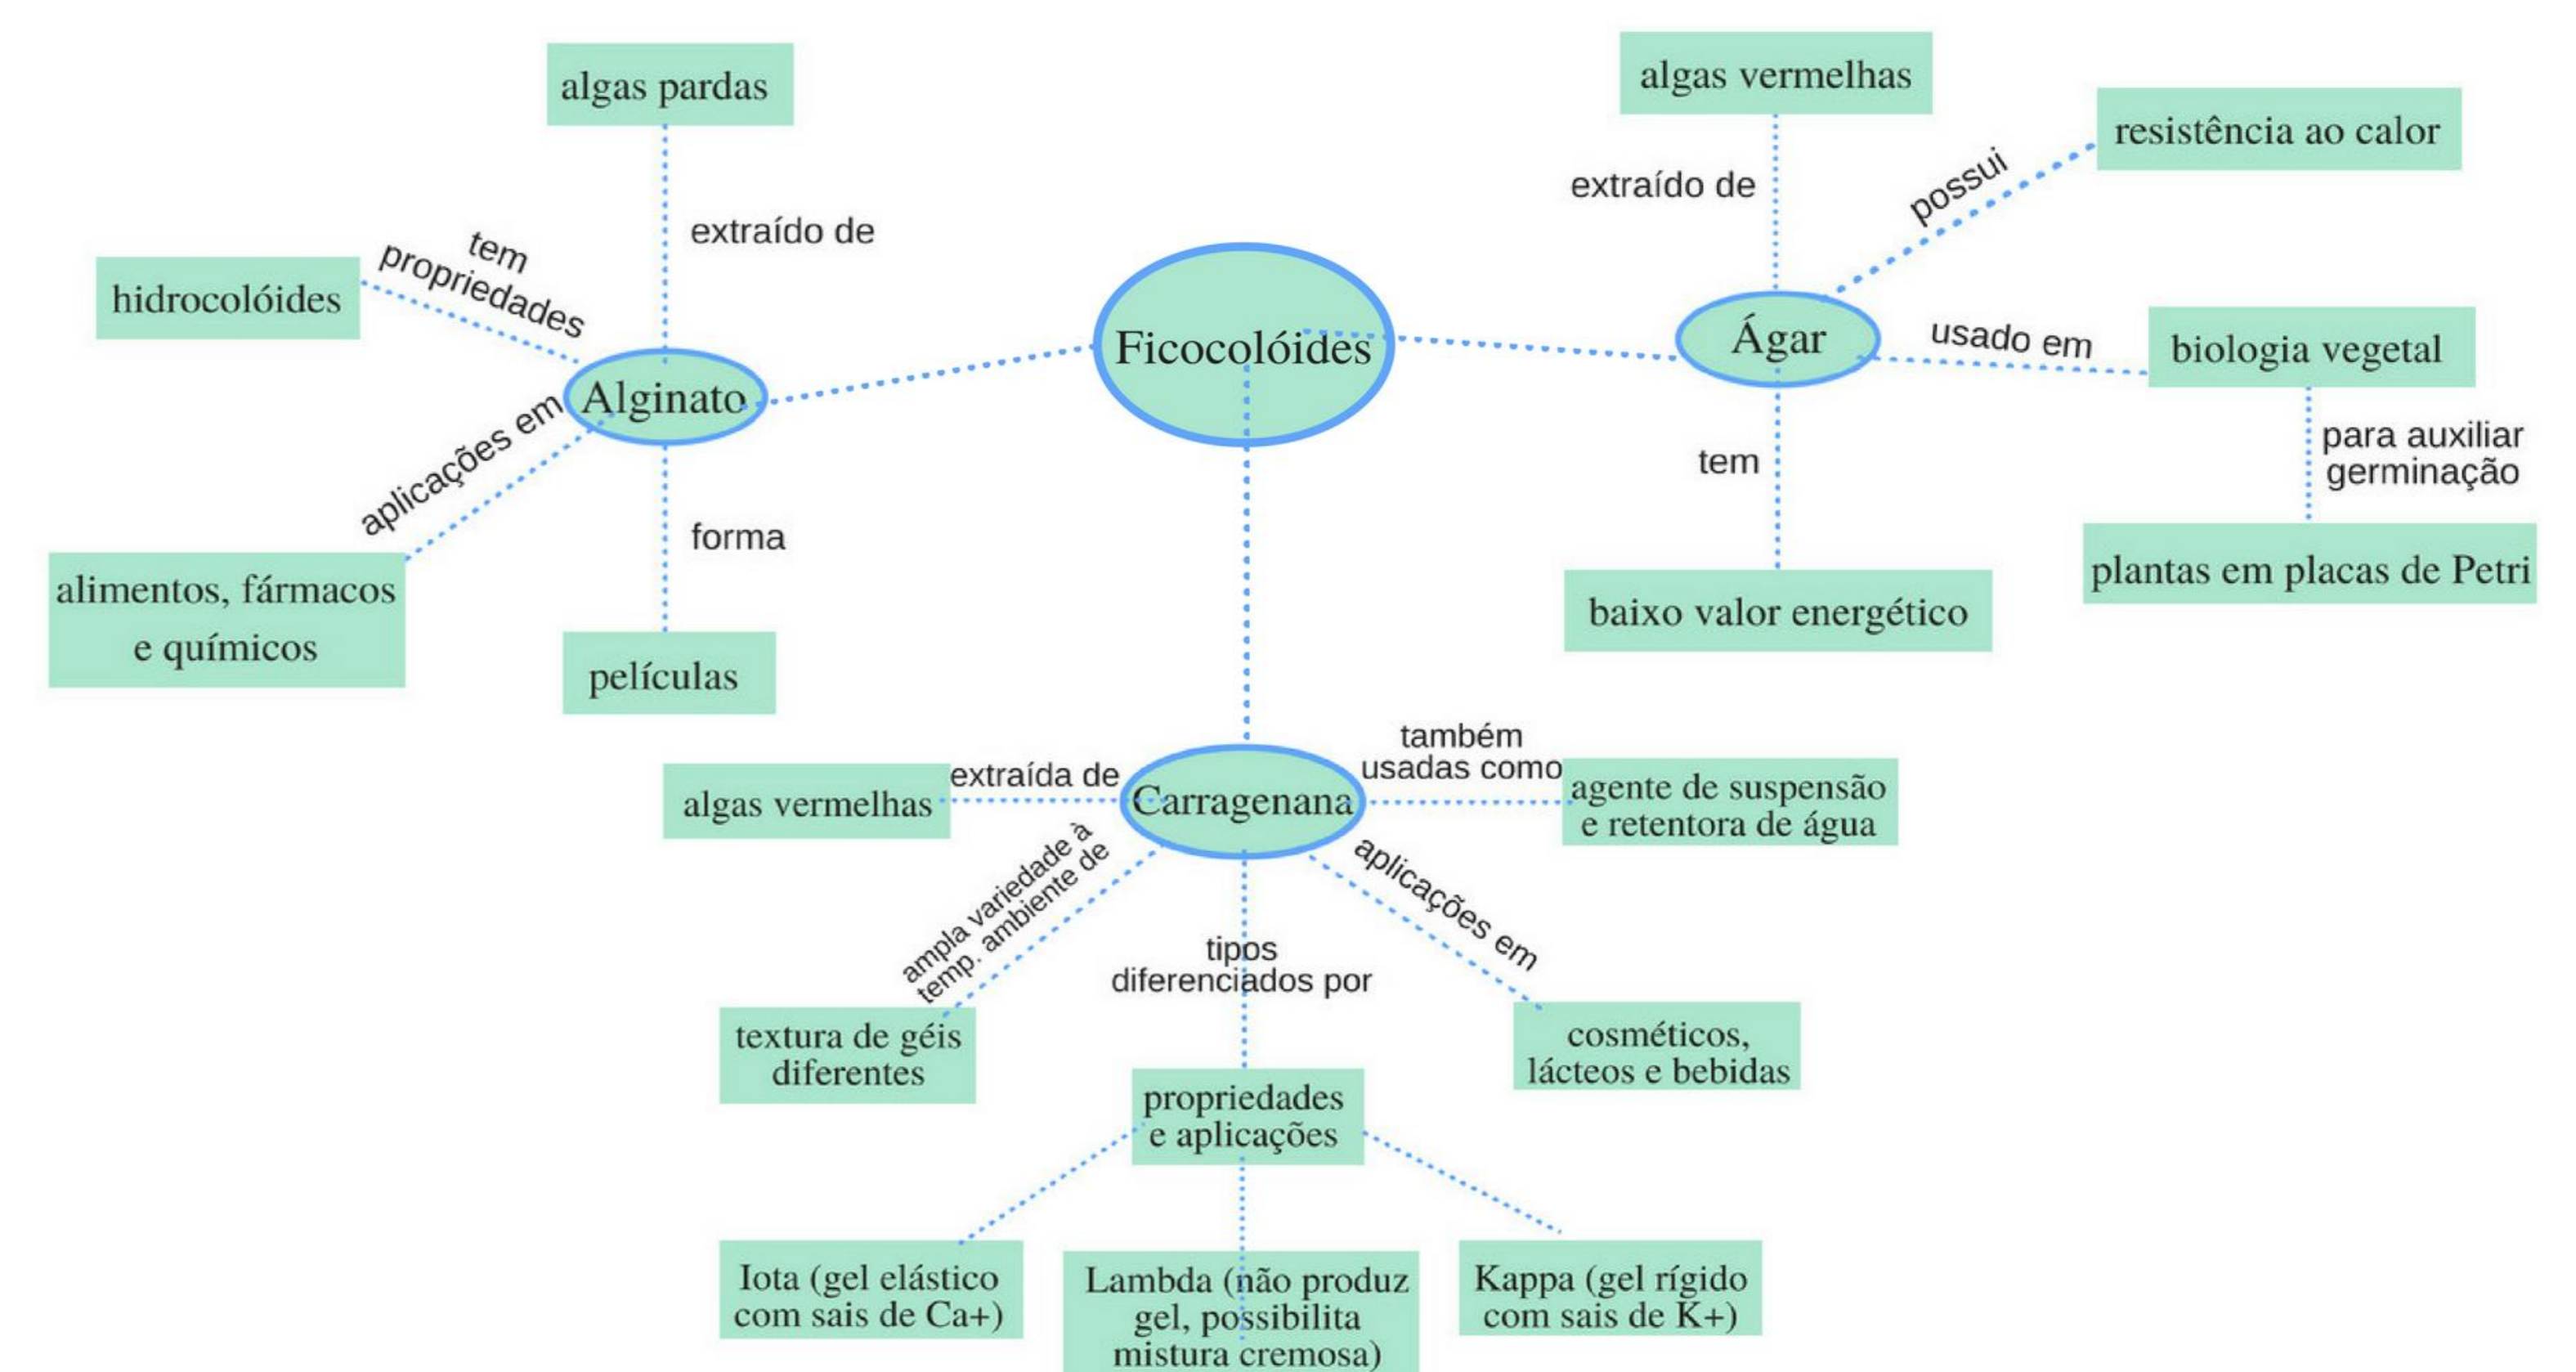 algas pardas
extraído de
tem
propriedades
hidrocolóides
Alginato
aplicações em
alimentos, fármacos
e químicos
forma
películas
Ficocolóides
algas vermelhas
extraído de
possui
resistência ao calor
Ágar
usado em
biologia vegetal
para auxiliar
germinação
plantas em placas de Petri
tem
baixo valor energético
Carragenana
extraída de
algas vermelhas
também
usadas como
agente de suspensão
e retentora de água
ampla variedade à
temp. ambiente de
textura de géis
diferentes
tipos
diferenciados por
propriedades
e aplicações
aplicações em
cosméticos,
lácteos e bebidas
Iota (gel elástico
com sais de Ca+)
Lambda (não produz
gel, possibilita
mistura cremosa)
Kappa (gel rígido
com sais de K+)